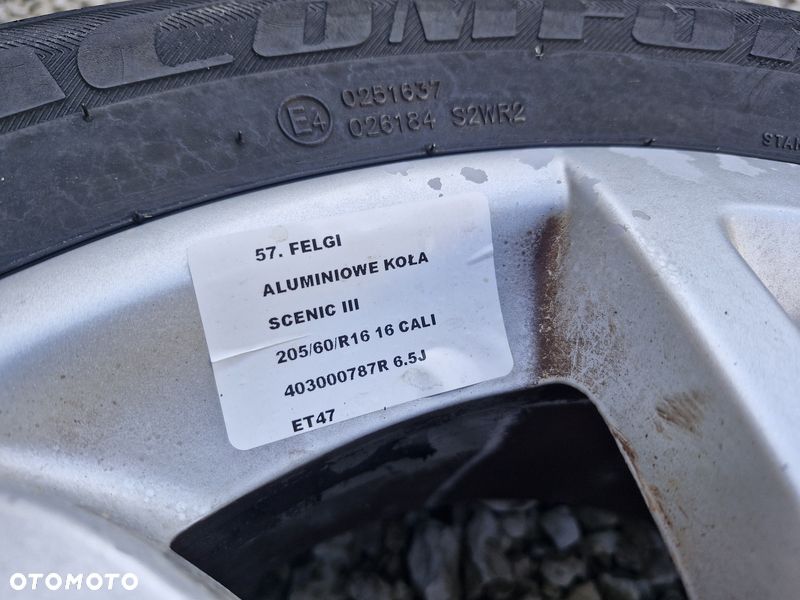 COMFO
E4
0251637
026184 S2WR2
STAN
57. FELGI
ALUMINIOWE KOŁA
SCENIC III
205/60/R16 16 CALI
403000787R 6.5J
ET47
OTOMOTO